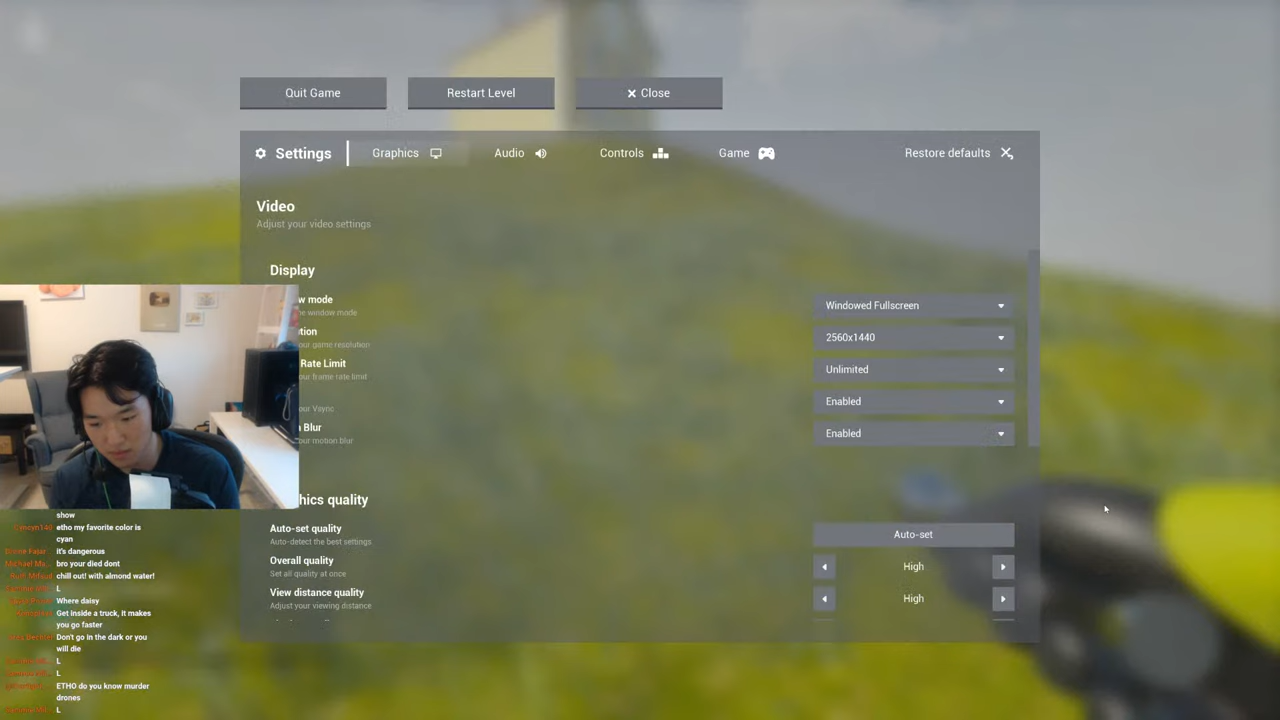 Quit Game
Restart Level
Close
Settings
Graphics
Audio
Controls
Game
Restore defaults
Video
Adjust your video settings
Display
w mode
e window mode
Windowed Fullscreen
tion
our game resolution
2560x1440
Rate Limit
our frame rate limit
Unlimited
our Vsync
Enabled
Blur
our motion blur
Enabled
hics quality
Auto-set quality
Auto-detect the best settings
Auto-set
Overall quality
Set all quality at once
High
View distance quality
Adjust your viewing distance
High
show
etho my favorite color is
cyan
it's dangerous
bro your died dont
chill out! with almond water!
L
Where daisy
Get inside a truck, it makes
you go faster
Don't go in the dark or you
will die
L
L
ETHO do you know murder
drones
L